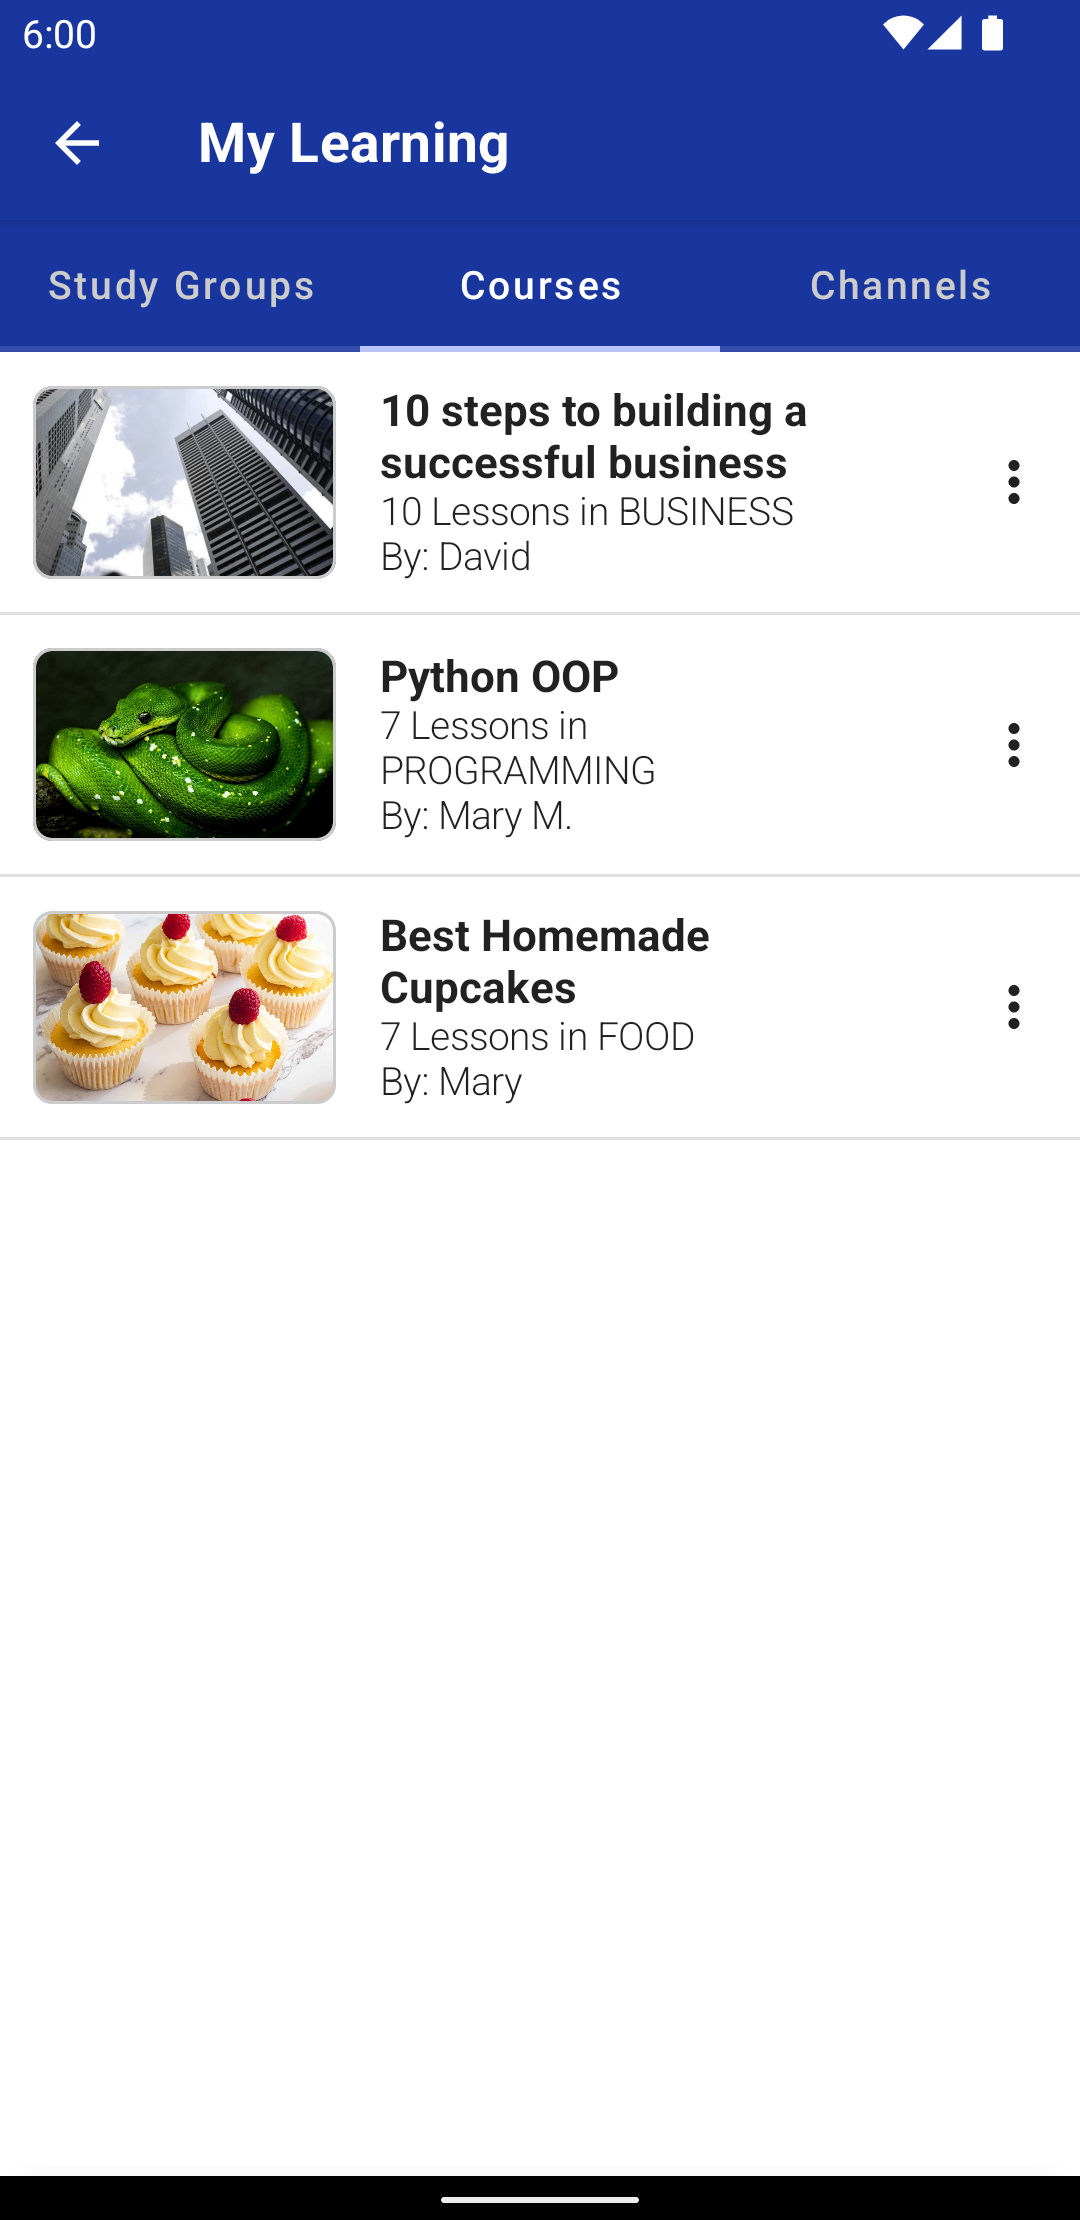 6:00
My Learning
Study Groups
Courses
Channels
10 steps to building a
successful business
10 Lessons in BUSINESS
By: David
Python OOP
7 Lessons in
PROGRAMMING
By: Mary M.
Best Homemade
Cupcakes
7 Lessons in FOOD
By: Mary